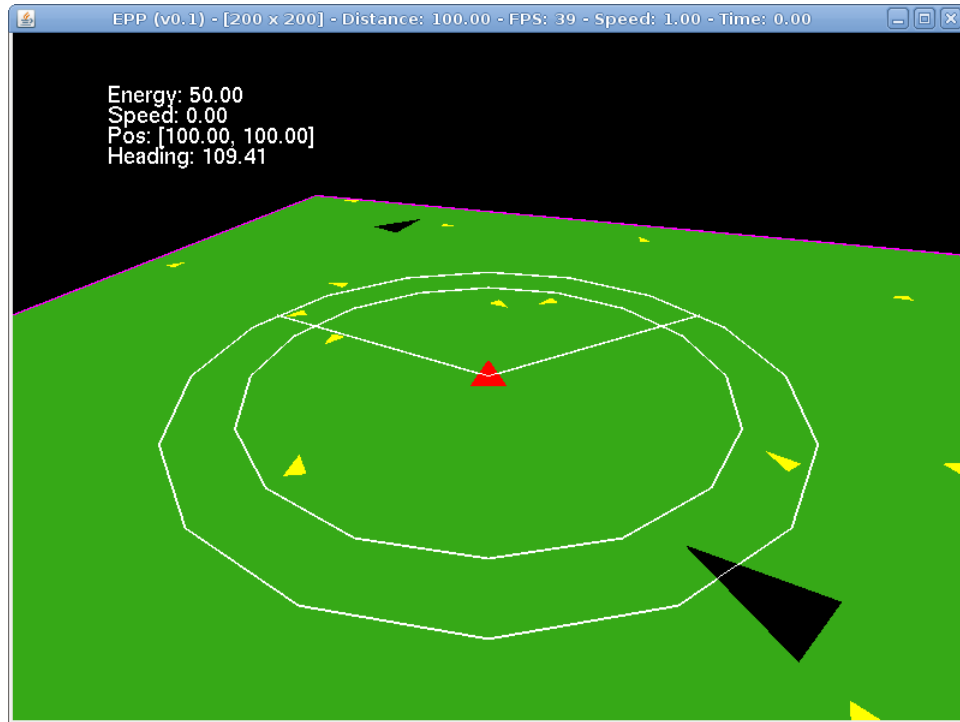 EPP (v0.1) - [200 x 200] - Distance: 100.00 - FPS: 39 - Speed: 1.00 - Time: 0.00
Energy: 50.00
Speed: 0.00
Pos: [100.00, 100.00]
Heading: 109.41